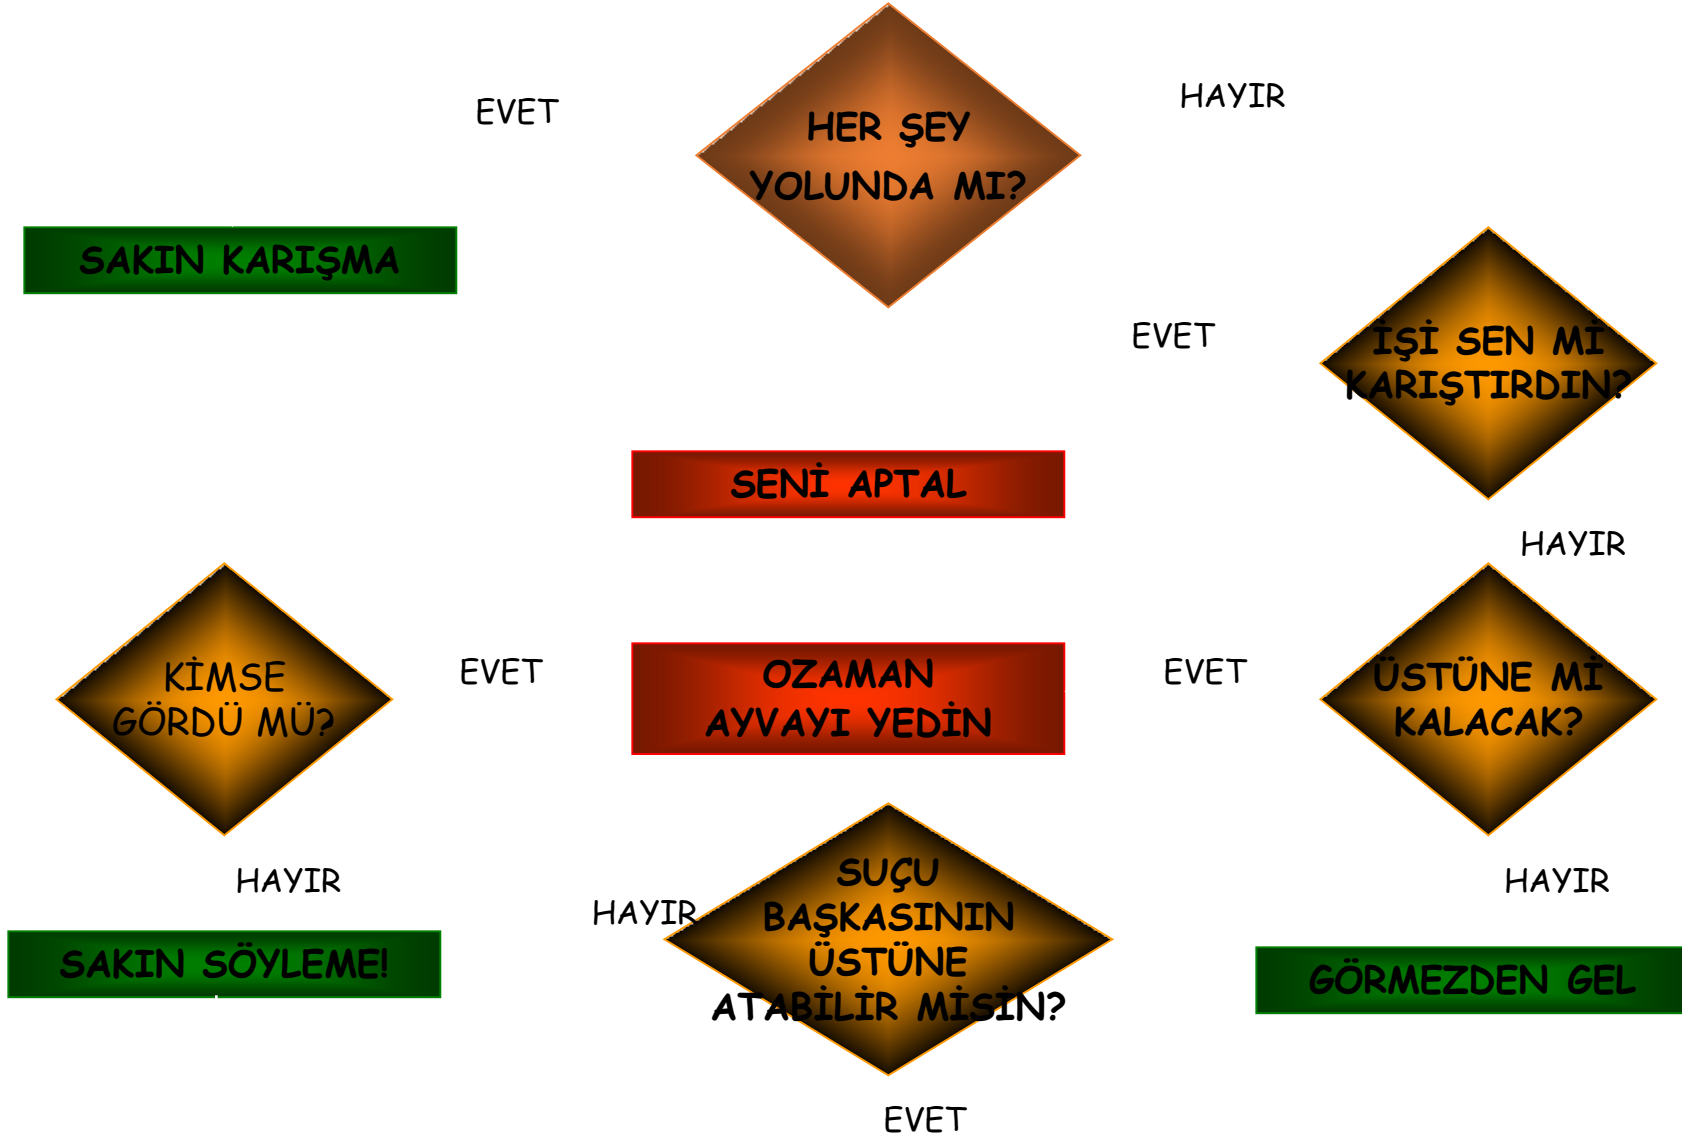 EVET
HER ŞEY
YOLUNDA MI?
HAYIR
SAKIN KARIŞMA
EVET
İŞİ SEN Mİ
KARIŞTIRDIN?
SENİ APTAL
HAYIR
KİMSE
GÖRDÜ MÜ?
EVET
OZAMAN
AYVAYI YEDİN
EVET
ÜSTÜNE Mİ
KALACAK?
HAYIR
SAKIN SÖYLEME!
HAYIR
SUÇU
BAŞKASININ
ÜSTÜNE
ATABİLİR MİSİN?
HAYIR
GÖRMEZDEN GEL
EVET